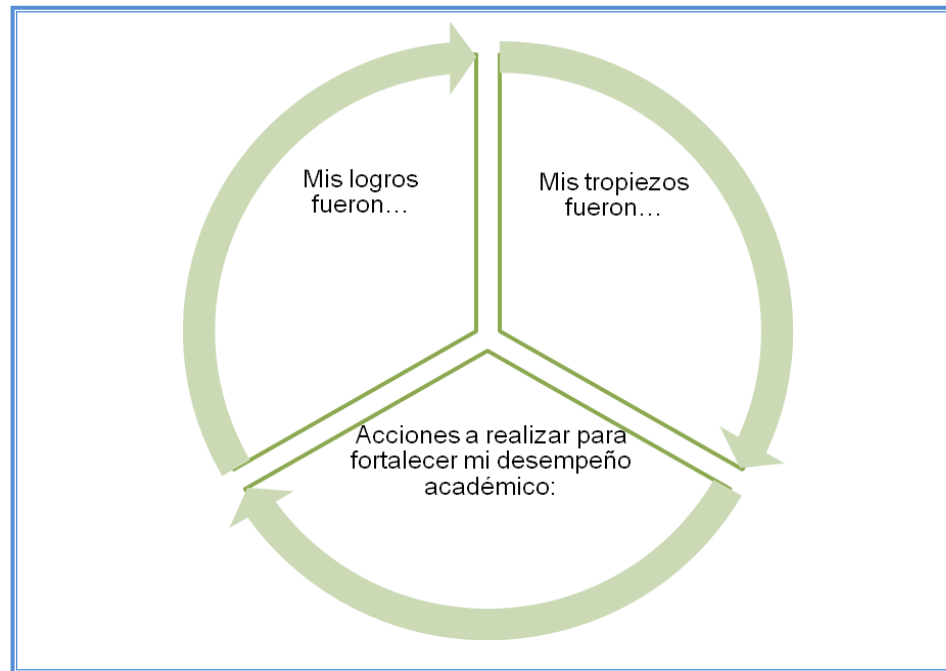 Mis logros
fueron…
Mis tropiezos
fueron…
Acciones a realizar para
fortalecer mi desempeño
académico: